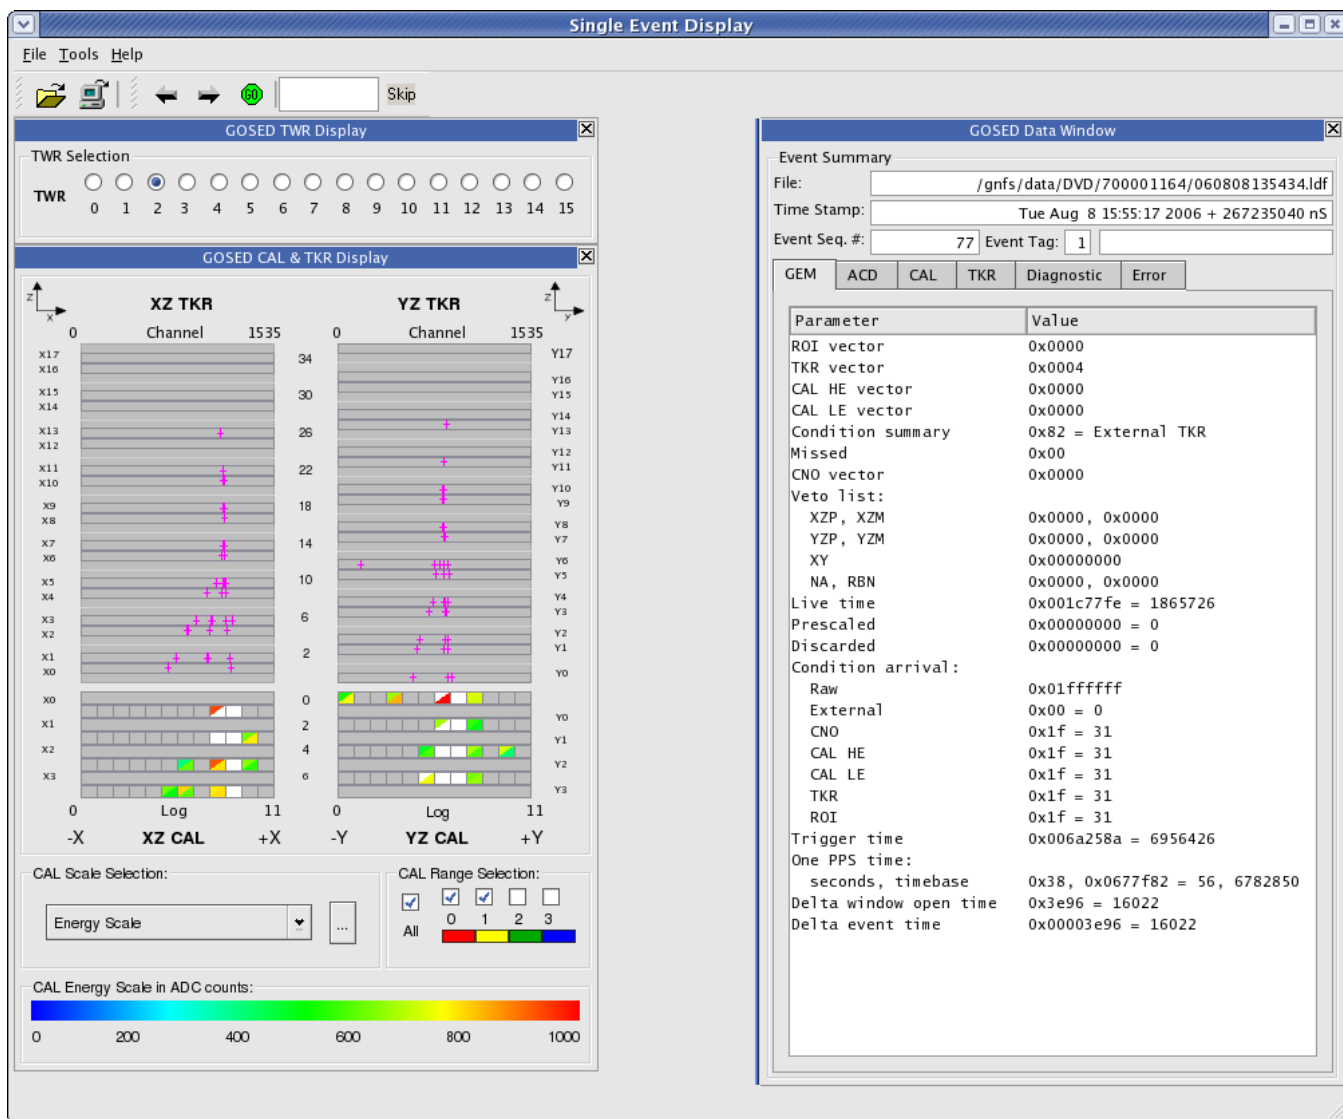 Single Event Display
File Tools Help
GO Skip
GOSED TWR Display
TWR Selection
TWR
0 1 2 3 4 5 6 7 8 9 10 11 12 13 14 15
GOSED CAL & TKR Display
z x XZ TKR YZ TKR z y
0 Channel 1535 0 Channel 1535
X17 34 Y17
X16 Y16
X15 30 Y15
X14 Y14
X13 26 Y13
X12 Y12
X11 22 Y11
X10 Y10
X9 18 Y9
X8 Y8
X7 14 Y7
X6 Y6
X5 10 Y5
X4 Y4
X3 6 Y3
X2 Y2
X1 2 Y1
X0 Y0
X0 0 Y0
X1 2 Y1
X2 4 Y2
X3 6 Y3
0 Log 11 0 Log 11
-X XZ CAL +X -Y YZ CAL +Y
CAL Scale Selection:
Energy Scale ...
CAL Range Selection:
All 0 1 2 3
CAL Energy Scale in ADC counts:
0 200 400 600 800 1000
GOSED Data Window
Event Summary
File: /gnfs/data/DVD/700001164/060808135434.ldf
Time Stamp: Tue Aug 8 15:55:17 2006 + 267235040 nS
Event Seq. #: 77 Event Tag: 1
GEM ACD CAL TKR Diagnostic Error
Parameter Value
ROI vector 0x0000
TKR vector 0x0004
CAL HE vector 0x0000
CAL LE vector 0x0000
Condition summary 0x82 = External TKR
Missed 0x00
CNO vector 0x0000
Veto list:
XZP, XZM 0x0000, 0x0000
YZP, YZM 0x0000, 0x0000
XY 0x00000000
NA, RBN 0x0000, 0x0000
Live time 0x001c77fe = 1865726
Prescaled 0x00000000 = 0
Discarded 0x00000000 = 0
Condition arrival:
Raw 0x01ffffff
External 0x00 = 0
CNO 0x1f = 31
CAL HE 0x1f = 31
CAL LE 0x1f = 31
TKR 0x1f = 31
ROI 0x1f = 31
Trigger time 0x006a258a = 6956426
One PPS time:
seconds, timebase 0x38, 0x0677f82 = 56, 6782850
Delta window open time 0x3e96 = 16022
Delta event time 0x00003e96 = 16022